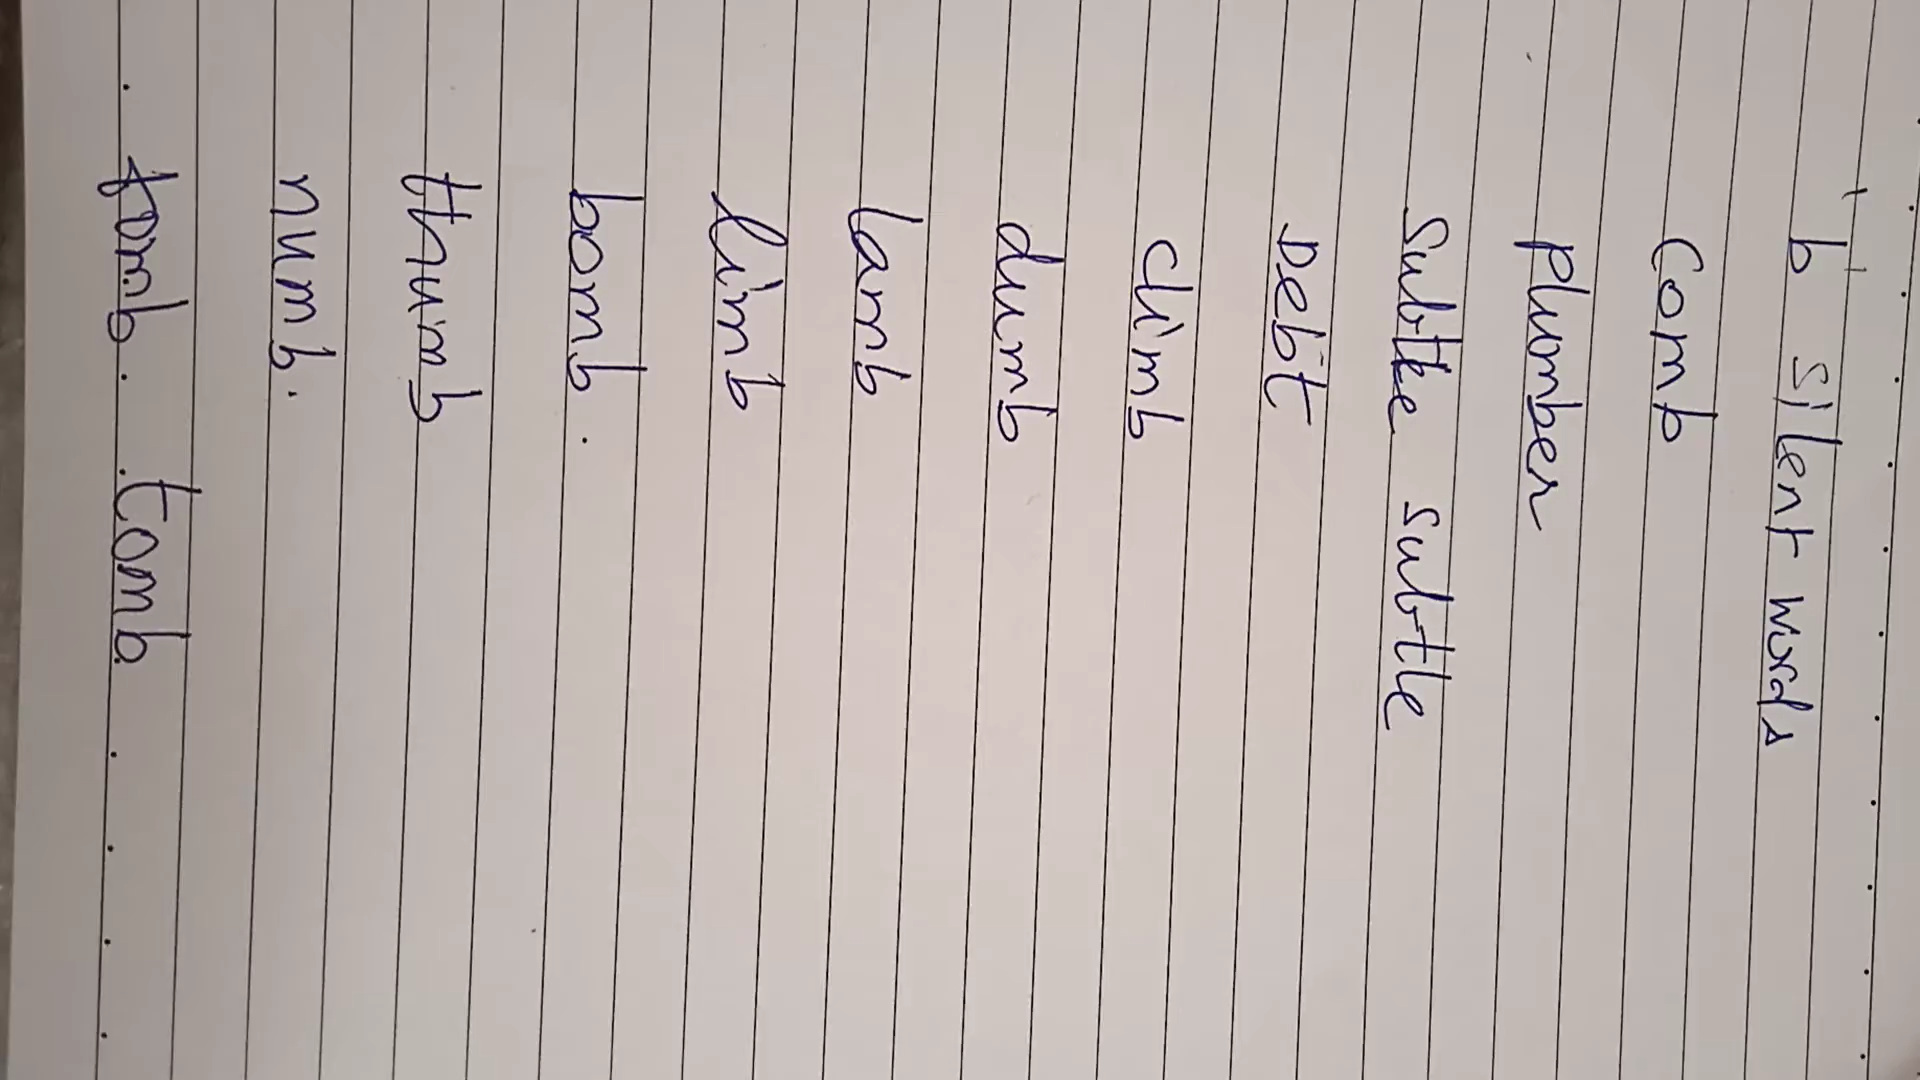 'b' silent words
Comb
Plumber
Subtle subtle
Debt
climb
dumb
Lamb
limb
bomb.
thumb
numb.
tomb. tomb.